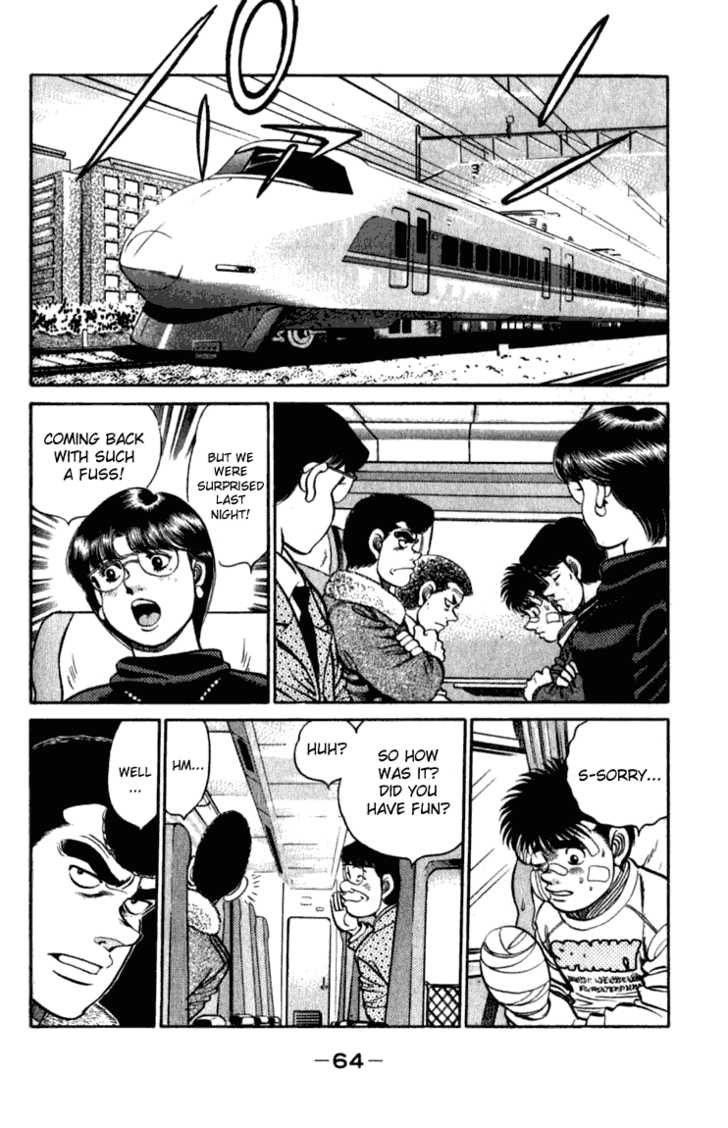 BUT WE
WERE
SURPRISED
LAST
NIGHT!
COMING BACK
WITH SUCH
A FUSS!
S-SORRY...
SO HOW
WAS IT?
DID YOU
HAVE FUN?
HUH?
HM...
WELL
...
-64-